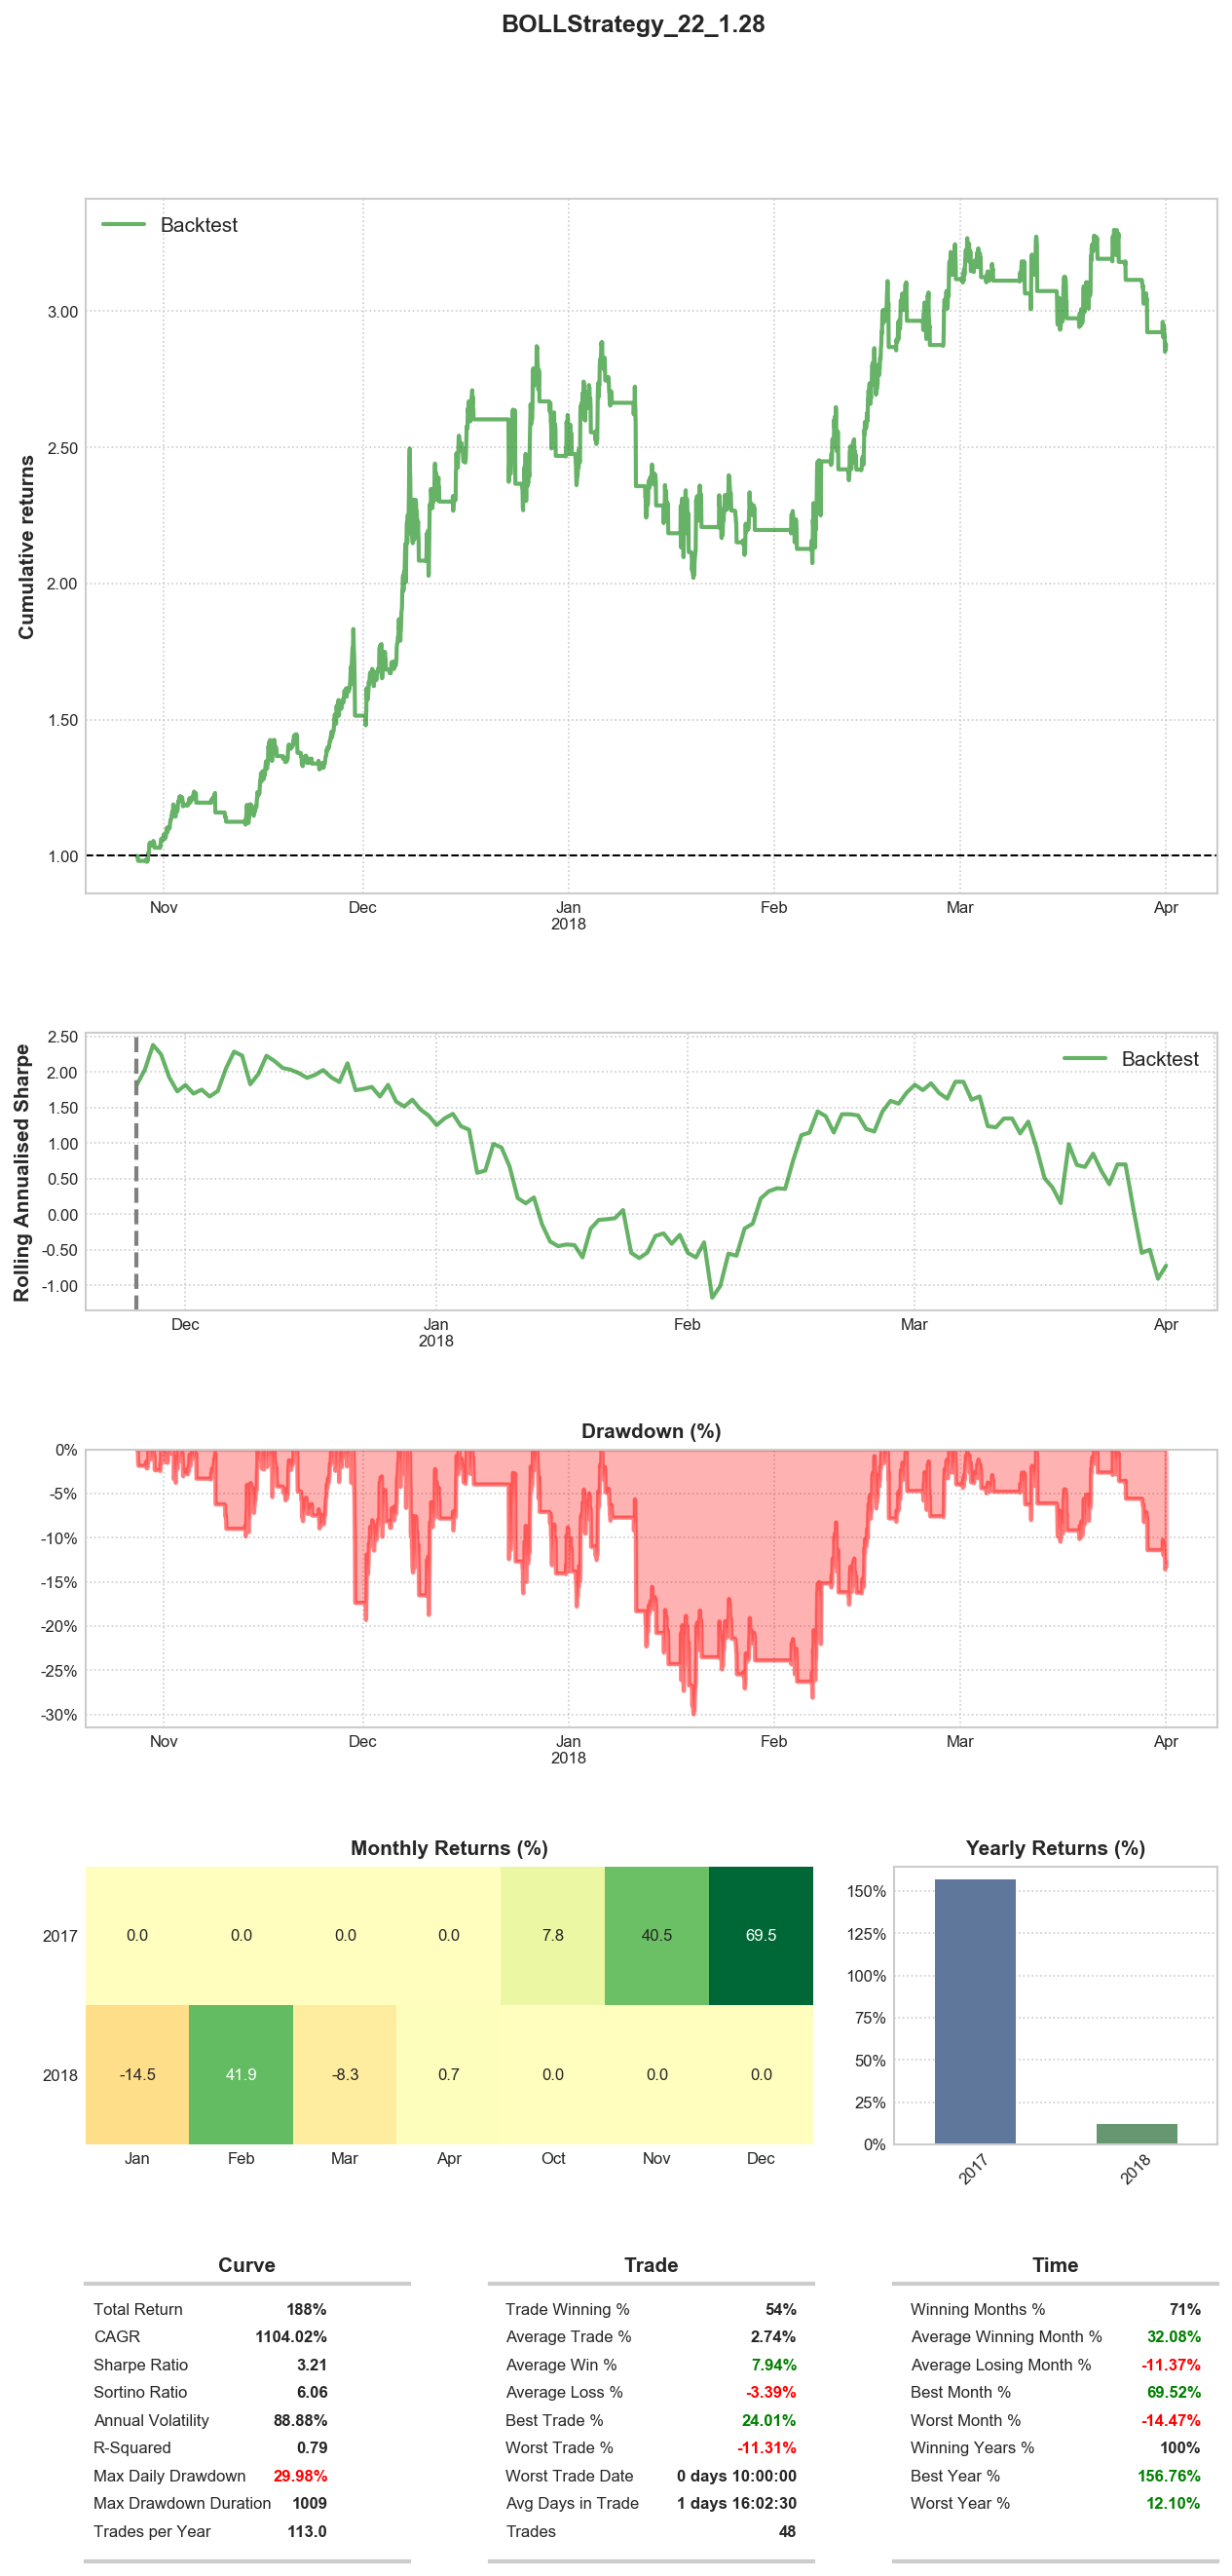 BOLLStrategy_22_1.28
Backtest
Cumulative returns
3.00
2.50
2.00
1.50
1.00
Nov Dec Jan Feb Mar Apr
2018
Rolling Annualised Sharpe
Backtest
2.50
2.00
1.50
1.00
0.50
0.00
-0.50
-1.00
Dec Jan Feb Mar Apr
2018
Drawdown (%)
0%
-5%
-10%
-15%
-20%
-25%
-30%
Nov Dec Jan Feb Mar Apr
2018
Monthly Returns (%)
2017 0.0 0.0 0.0 0.0 7.8 40.5 69.5
2018 -14.5 41.9 -8.3 0.7 0.0 0.0 0.0
Jan Feb Mar Apr Oct Nov Dec
Yearly Returns (%)
150%
125%
100%
75%
50%
25%
0%
2017 2018
Curve
Total Return 188%
CAGR 1104.02%
Sharpe Ratio 3.21
Sortino Ratio 6.06
Annual Volatility 88.88%
R-Squared 0.79
Max Daily Drawdown 29.98%
Max Drawdown Duration 1009
Trades per Year 113.0
Trade
Trade Winning % 54%
Average Trade % 2.74%
Average Win % 7.94%
Average Loss % -3.39%
Best Trade % 24.01%
Worst Trade % -11.31%
Worst Trade Date 0 days 10:00:00
Avg Days in Trade 1 days 16:02:30
Trades 48
Time
Winning Months % 71%
Average Winning Month % 32.08%
Average Losing Month % -11.37%
Best Month % 69.52%
Worst Month % -14.47%
Winning Years % 100%
Best Year % 156.76%
Worst Year % 12.10%